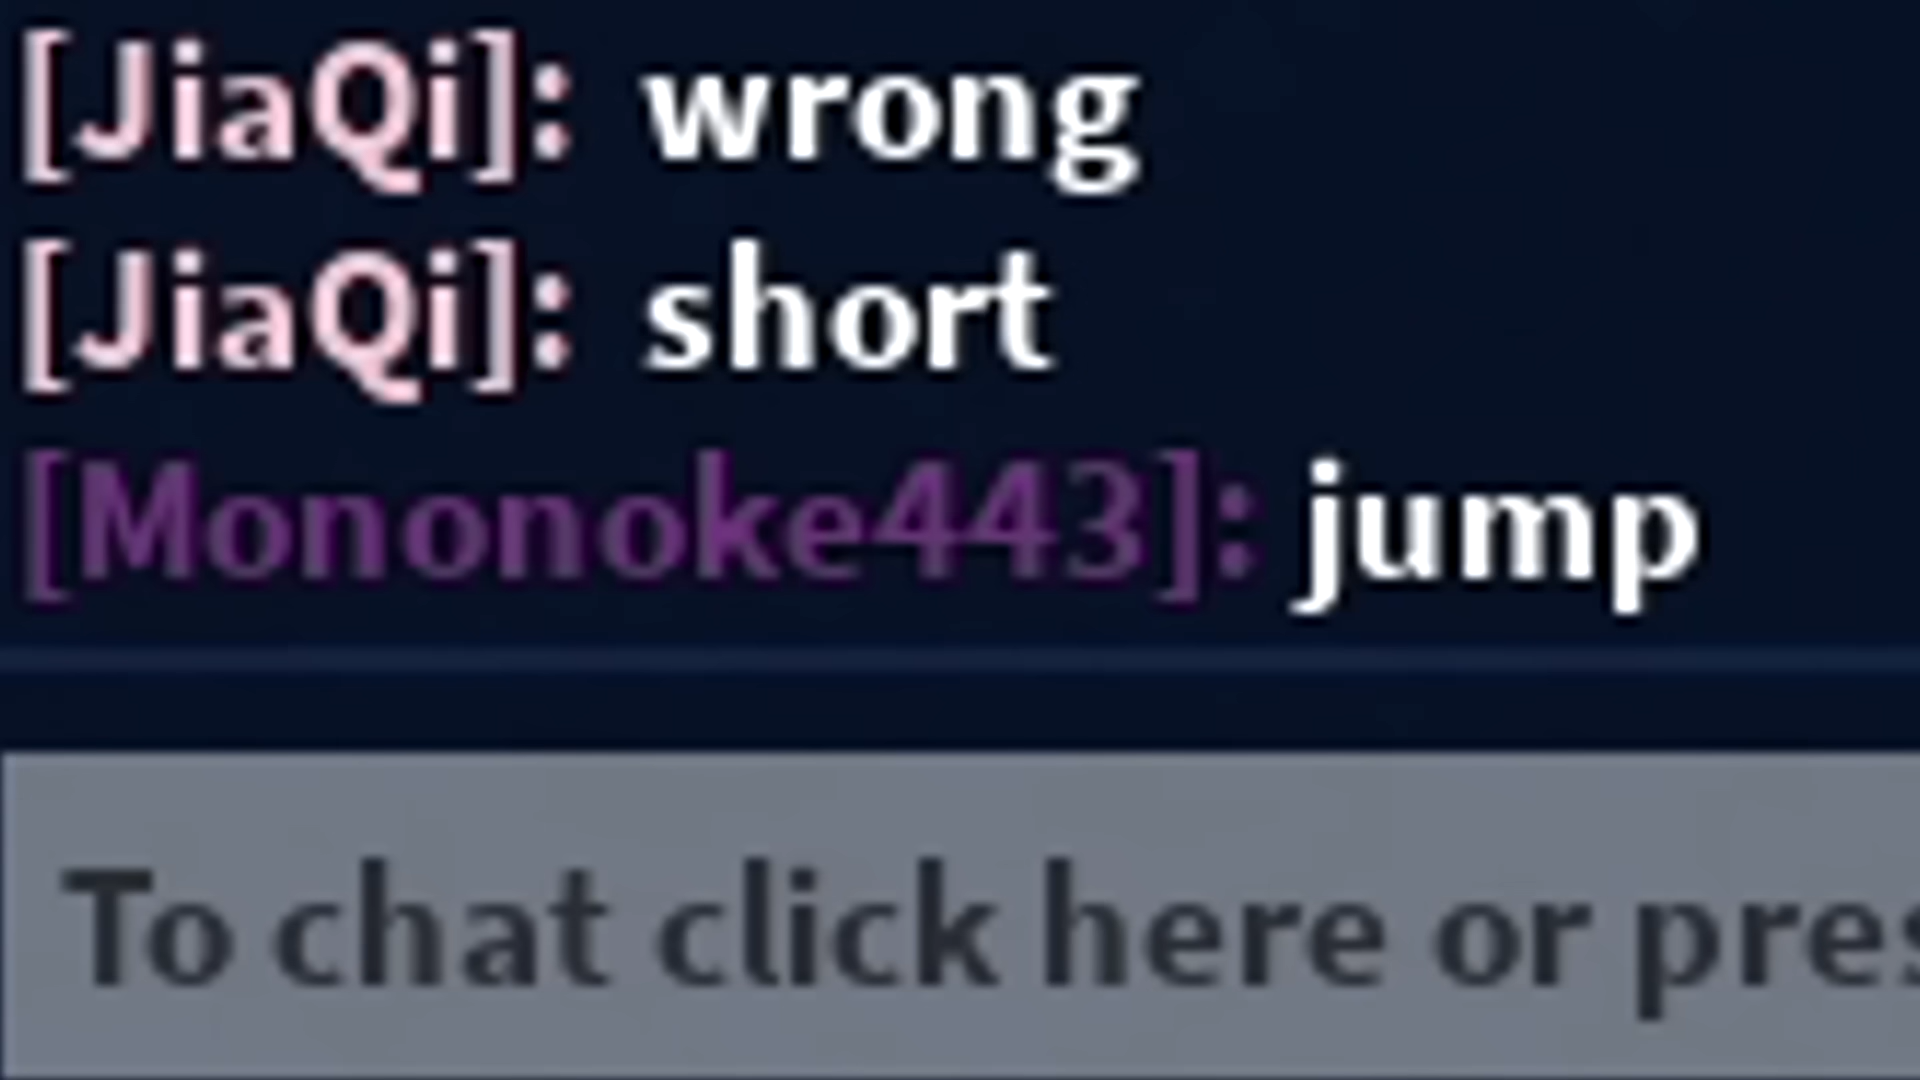 [JiaQi]: wrong
[JiaQi]: short
[Mononoke443]: jump
To chat click here or pres